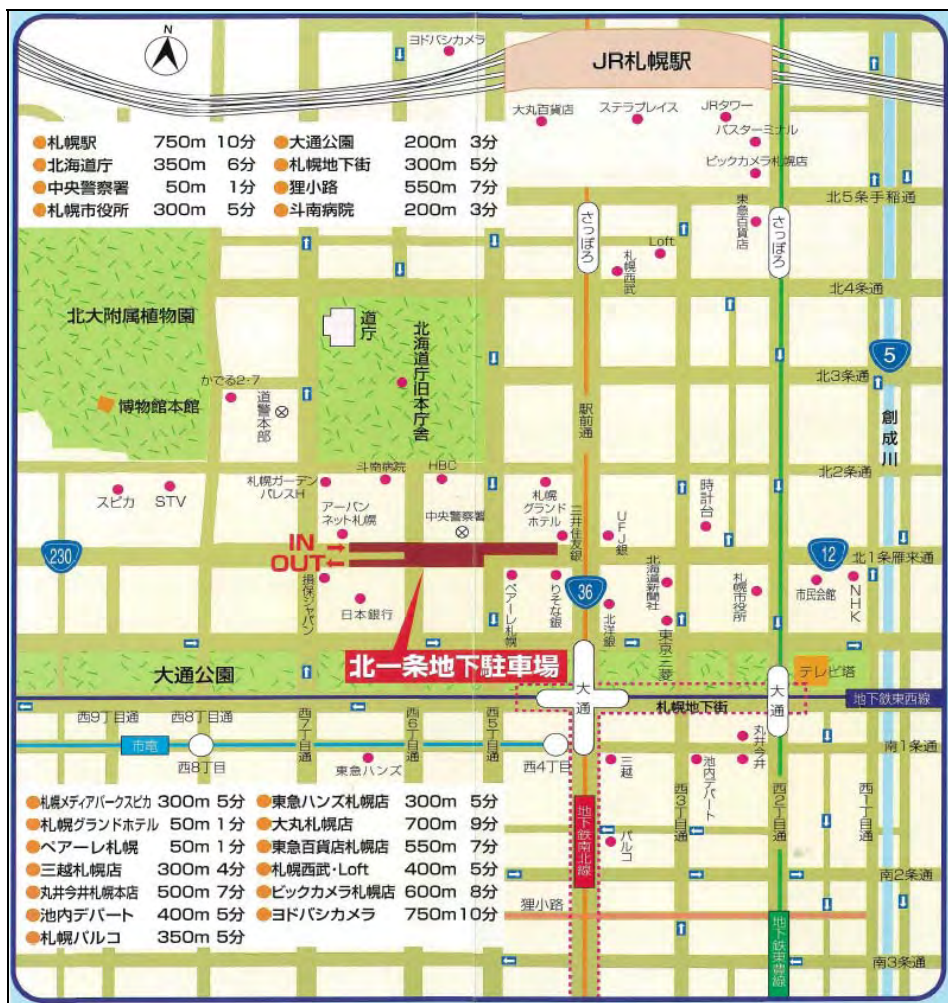 N
ヨドバシカメラ
JR札幌駅
大丸百貨店
ステラプレイス
JRタワー
バスターミナル
ビックカメラ札幌店
札幌駅 750m 10分
北海道庁 350m 6分
中央警察署 50m 1分
札幌市役所 300m 5分
大通公園 200m 3分
札幌地下街 300m 5分
狸小路 550m 7分
斗南病院 200m 3分
北5条手稲通
さっぽろ
さっぽろ
東急百貨店
Loft
札幌西武
北4条通
北大附属植物園
道庁
北海道庁旧本庁舎
5
北3条通
かでる2・7
博物館本館
道警本部
駅前通
創成川
斗南病院
HBC
北2条通
スピカ
STV
札幌ガーデン
パレスH
札幌
グランド
ホテル
時計台
アーバン
ネット札幌
中央警察署
三井住友銀
UFJ銀
IN
OUT
230
12
北1条雁来通
損保ジャパン
日本銀行
ペアーレ札幌
りそな銀
36
北洋銀
北海道新聞社
札幌市役所
市民会館
NHK
東京三菱
北一条地下駐車場
大通公園
テレビ塔
大通
大通
札幌地下街
地下鉄東西線
西9丁目通
西8丁目通
西7丁目通
西6丁目通
西5丁目通
市電
西8丁目
東急ハンズ
西4丁目
三越
池内デパート
丸井今井
南1条通
西3丁目通
西2丁目通
西1丁目通
地下鉄南北線
パルコ
南2条通
狸小路
地下鉄東豊線
南3条通
札幌メディアパークスピカ 300m 5分
札幌グランドホテル 50m 1分
ペアーレ札幌 50m 1分
三越札幌店 300m 4分
丸井今井札幌本店 500m 7分
池内デパート 400m 5分
札幌パルコ 350m 5分
東急ハンズ札幌店 300m 5分
大丸札幌店 700m 9分
東急百貨店札幌店 550m 7分
札幌西武・Loft 400m 5分
ビックカメラ札幌店 600m 8分
ヨドバシカメラ 750m 10分